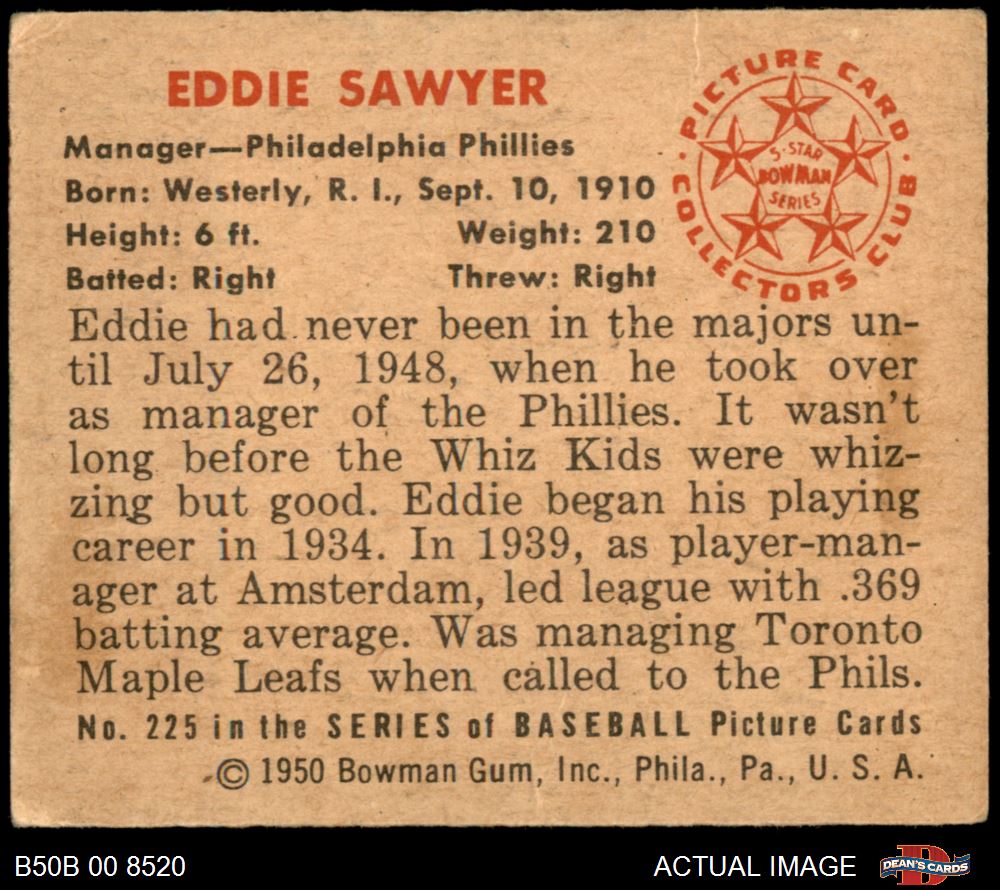 EDDIE SAWYER
Manager—Philadelphia Phillies
Born: Westerly, R. I., Sept. 10, 1910
Height: 6 ft. Weight: 210
Batted: Right Threw: Right
PICTURE CARD
COLLECTORS CLUB
5-STAR
BOWMAN
SERIES
Eddie had never been in the majors un-
til July 26, 1948, when he took over
as manager of the Phillies. It wasn't
long before the Whiz Kids were whiz-
zing but good. Eddie began his playing
career in 1934. In 1939, as player-man-
ager at Amsterdam, led league with .369
batting average. Was managing Toronto
Maple Leafs when called to the Phils.
No. 225 in the SERIES of BASEBALL Picture Cards
© 1950 Bowman Gum, Inc., Phila., Pa., U. S. A.
B50B 00 8520 ACTUAL IMAGE DEAN'S CARDS